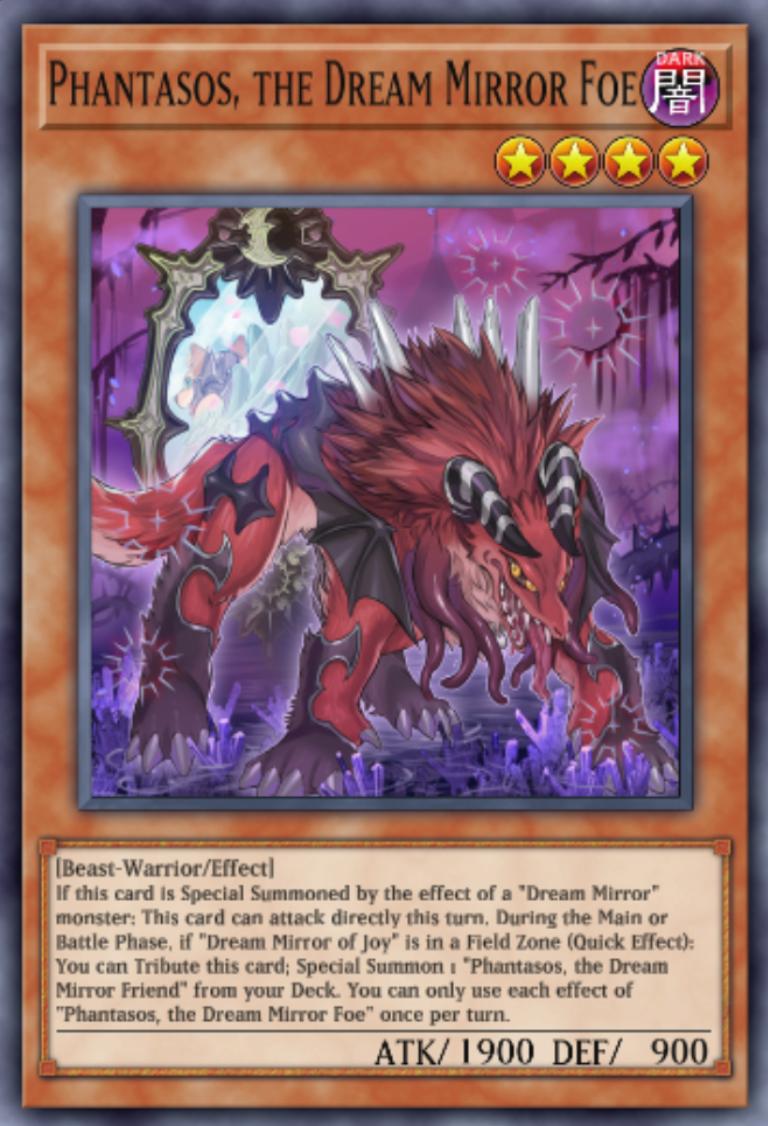 PHANTASOS, THE DREAM MIRROR FOE
DARK
闇
[Beast-Warrior/Effect]
If this card is Special Summoned by the effect of a "Dream Mirror"
monster: This card can attack directly this turn. During the Main or
Battle Phase, if "Dream Mirror of Joy" is in a Field Zone (Quick Effect):
You can Tribute this card; Special Summon 1 "Phantasos, the Dream
Mirror Friend" from your Deck. You can only use each effect of
"Phantasos, the Dream Mirror Foe" once per turn.
ATK/ 1900 DEF/ 900